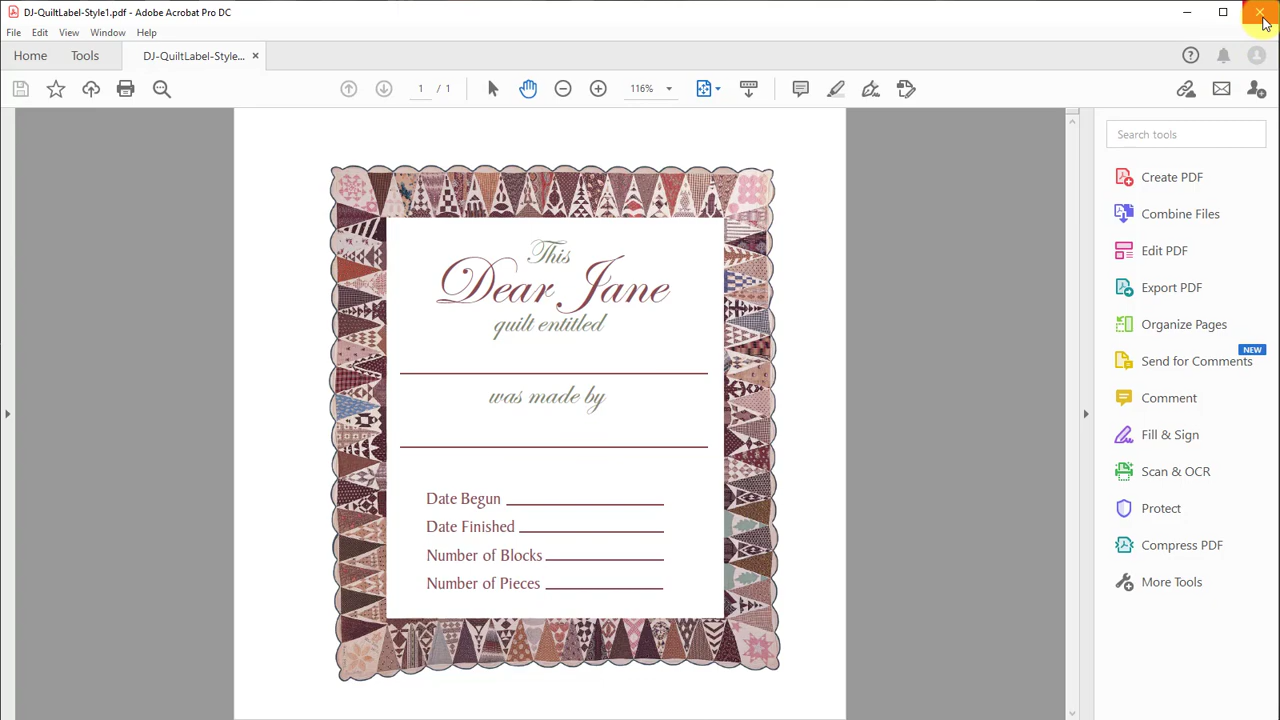 DJ-QuiltLabel-Style1.pdf - Adobe Acrobat Pro DC
File Edit View Window Help
Home Tools DJ-QuiltLabel-Style...
1 / 1 116%
Search tools
Create PDF
Combine Files
Edit PDF
Export PDF
Organize Pages
NEW
Send for Comments
Comment
Fill & Sign
Scan & OCR
Protect
Compress PDF
More Tools
This
Dear Jane
quilt entitled
was made by
Date Begun
Date Finished
Number of Blocks
Number of Pieces